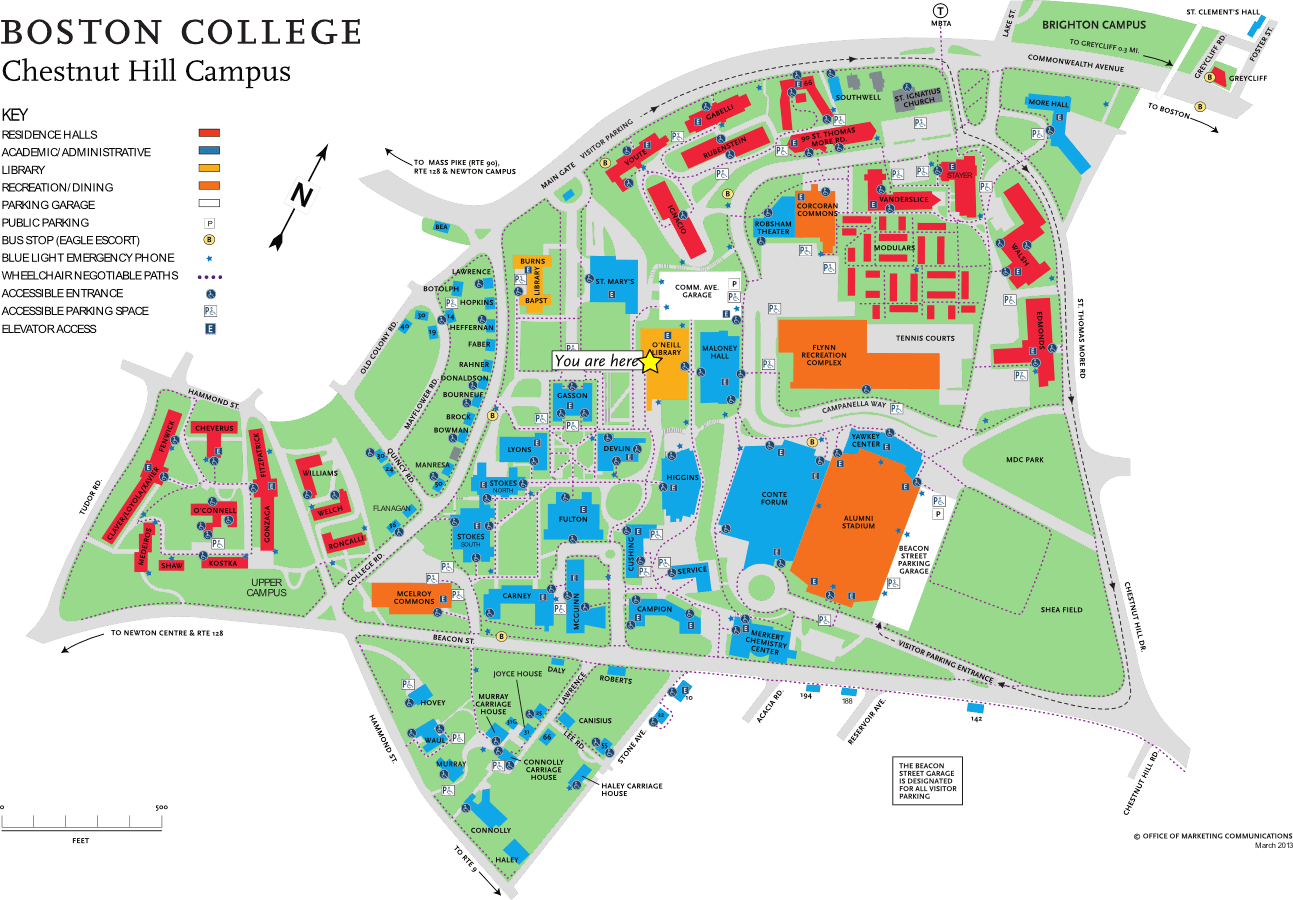 BOSTON COLLEGE
Chestnut Hill Campus
KEY
RESIDENCE HALLS
ACADEMIC/ ADMINISTRATIVE
LIBRARY
RECREATION/ DINING
PARKING GARAGE
PUBLIC PARKING P
BUS STOP (EAGLE ESCORT) B
BLUE LIGHT EMERGENCY PHONE
WHEELCHAIR NEGOTIABLE PATHS
ACCESSIBLE ENTRANCE
ACCESSIBLE PARKING SPACE P
ELEVATOR ACCESS E
N
TO MASS PIKE (RTE 90),
RTE 128 & NEWTON CAMPUS
MAIN GATE
VISITOR PARKING
T
MBTA
LAKE ST.
BRIGHTON CAMPUS
TO GREYCLIFF 0.3 MI.
COMMONWEALTH AVENUE
ST. CLEMENT'S HALL
FOSTER ST.
GREYCLIFF RD.
GREYCLIFF
TO BOSTON
MORE HALL
66
SOUTHWELL
ST. IGNATIUS
CHURCH
GABELLI
VOUTE
RUBENSTEIN
90 ST. THOMAS
MORE RD.
IGNACIO
STAYER
VANDERSLICE
CORCORAN
COMMONS
ROBSHAM
THEATER
MODULARS
WALSH
EDMONDS
ST. THOMAS MORE RD
BEA
BURNS
LIBRARY
BAPST
ST. MARY'S
COMM. AVE.
GARAGE
LAWRENCE
BOTOLPH
HOPKINS
14
HEFFERNAN
30
40
19
FABER
RAHNER
DONALDSON
BOURNEUF
BROCK
BOWMAN
MANRESA
50
30
24
26
OLD COLONY RD.
MAYFLOWER RD.
QUINCY RD.
FLANAGAN
COLLEGE RD.
You are here
O'NEILL
LIBRARY
MALONEY
HALL
FLYNN
RECREATION
COMPLEX
TENNIS COURTS
CAMPANELLA WAY
GASSON
LYONS
DEVLIN
STOKES
NORTH
STOKES
SOUTH
FULTON
HIGGINS
CUSHING
SERVICE
CARNEY
MCGUINN
CAMPION
MCELROY
COMMONS
CONTE
FORUM
YAWKEY
CENTER
ALUMNI
STADIUM
BEACON
STREET
PARKING
GARAGE
MERKERT
CHEMISTRY
CENTER
MDC PARK
SHEA FIELD
CHESTNUT HILL DR.
HAMMOND ST.
TUDOR RD.
FENWICK
CHEVERUS
FITZPATRICK
CLAVER/LOYOLA/XAVIER
O'CONNELL
GONZAGA
MEDEIROS
SHAW
KOSTKA
WILLIAMS
WELCH
RONCALLI
UPPER
CAMPUS
TO NEWTON CENTRE & RTE 128
BEACON ST.
VISITOR PARKING ENTRANCE
DALY
ROBERTS
JOYCE HOUSE
LAWRENCE
MURRAY
CARRIAGE
HOUSE
HOVEY
WAUL
MURRAY
31C
25
31
66
CANISIUS
LEE RD.
55
10
22
STONE AVE.
CONNOLLY
CARRIAGE
HOUSE
HALEY CARRIAGE
HOUSE
CONNOLLY
HALEY
HAMMOND ST.
TO RTE 9
ACACIA RD.
194
188
RESERVOIR AVE.
142
CHESTNUT HILL RD.
THE BEACON
STREET GARAGE
IS DESIGNATED
FOR ALL VISITOR
PARKING
0 500
FEET
© OFFICE OF MARKETING COMMUNICATIONS
March 2013